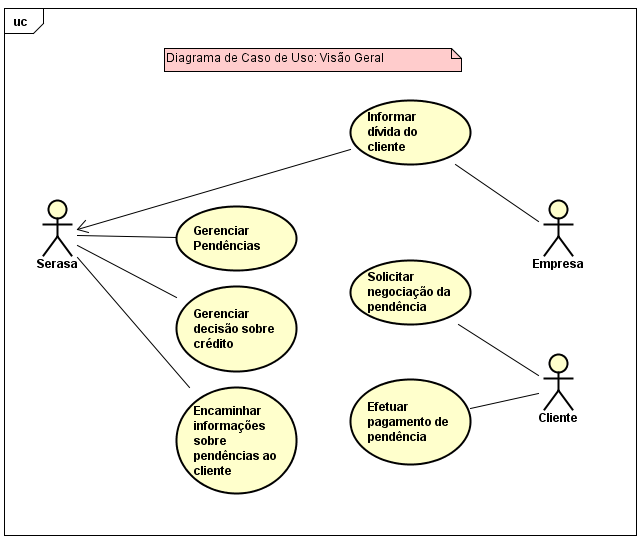 uc
Diagrama de Caso de Uso: Visão Geral
Informar
dívida do
cliente
Gerenciar
Pendências
Serasa
Empresa
Solicitar
negociação da
pendência
Gerenciar
decisão sobre
crédito
Efetuar
pagamento de
pendência
Cliente
Encaminhar
informações
sobre
pendências ao
cliente